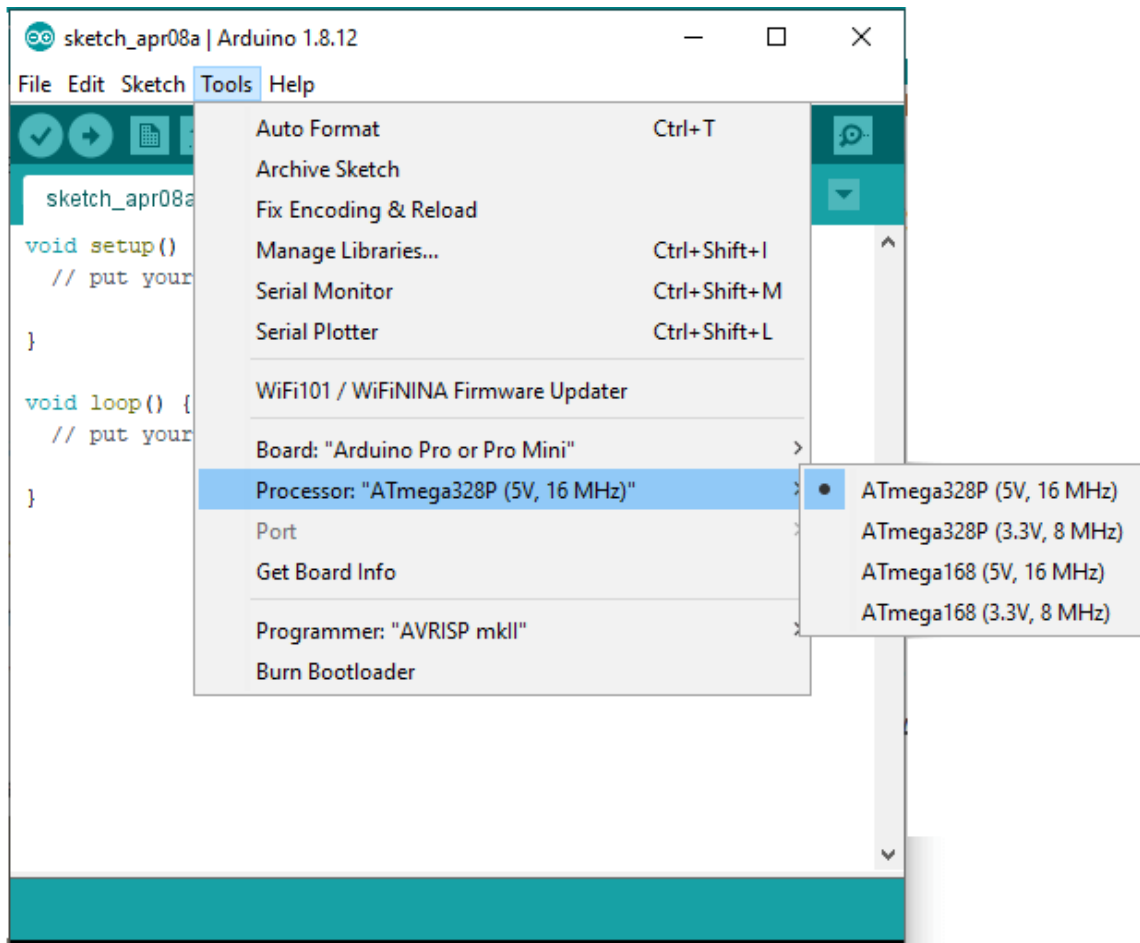 sketch_apr08a | Arduino 1.8.12
File Edit Sketch Tools Help
sketch_apr08a
void setup()
// put your
}
void loop() {
// put your
}
Auto Format Ctrl+T
Archive Sketch
Fix Encoding & Reload
Manage Libraries... Ctrl+Shift+I
Serial Monitor Ctrl+Shift+M
Serial Plotter Ctrl+Shift+L
WiFi101 / WiFiNINA Firmware Updater
Board: "Arduino Pro or Pro Mini"
Processor: "ATmega328P (5V, 16 MHz)"
Port
Get Board Info
Programmer: "AVRISP mkII"
Burn Bootloader
ATmega328P (5V, 16 MHz)
ATmega328P (3.3V, 8 MHz)
ATmega168 (5V, 16 MHz)
ATmega168 (3.3V, 8 MHz)